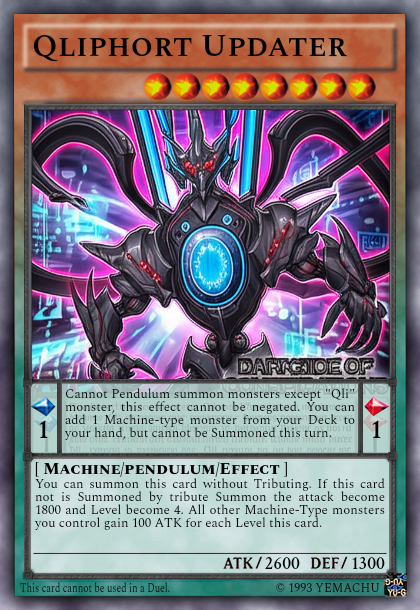 QLIPHORT UPDATER
DARKSIDE OF
Cannot Pendulum summon monsters except "Qli"
monster, this effect cannot be negated. You can
add 1 Machine-type monster from your Deck to
your hand, but cannot be Summoned this turn.
1
1
[ MACHINE/PENDULUM/EFFECT ]
You can summon this card without Tributing. If this card
not is Summoned by tribute Summon the attack become
1800 and Level become 4. All other Machine-Type monsters
you control gain 100 ATK for each Level this card.
ATK / 2600 DEF / 1300
This card cannot be used in a Duel.
© 1993 YEMACHU
YU-G